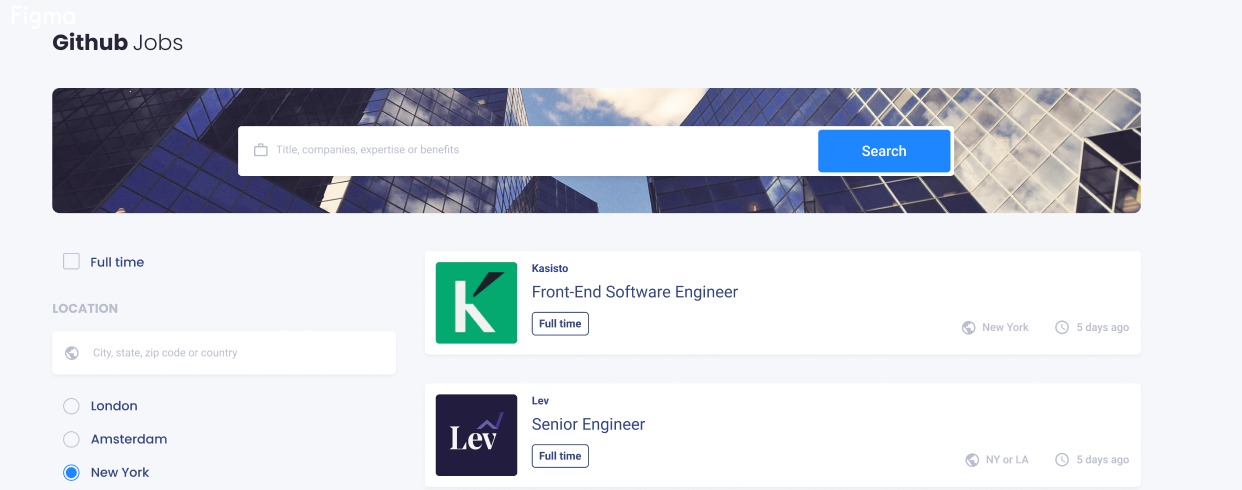 Figma
Github Jobs
Title, companies, expertise or benefits
Search
Full time
LOCATION
City, state, zip code or country
London
Amsterdam
New York
K
Kasisto
Front-End Software Engineer
Full time
New York
5 days ago
Lev
Lev
Senior Engineer
Full time
NY or LA
5 days ago